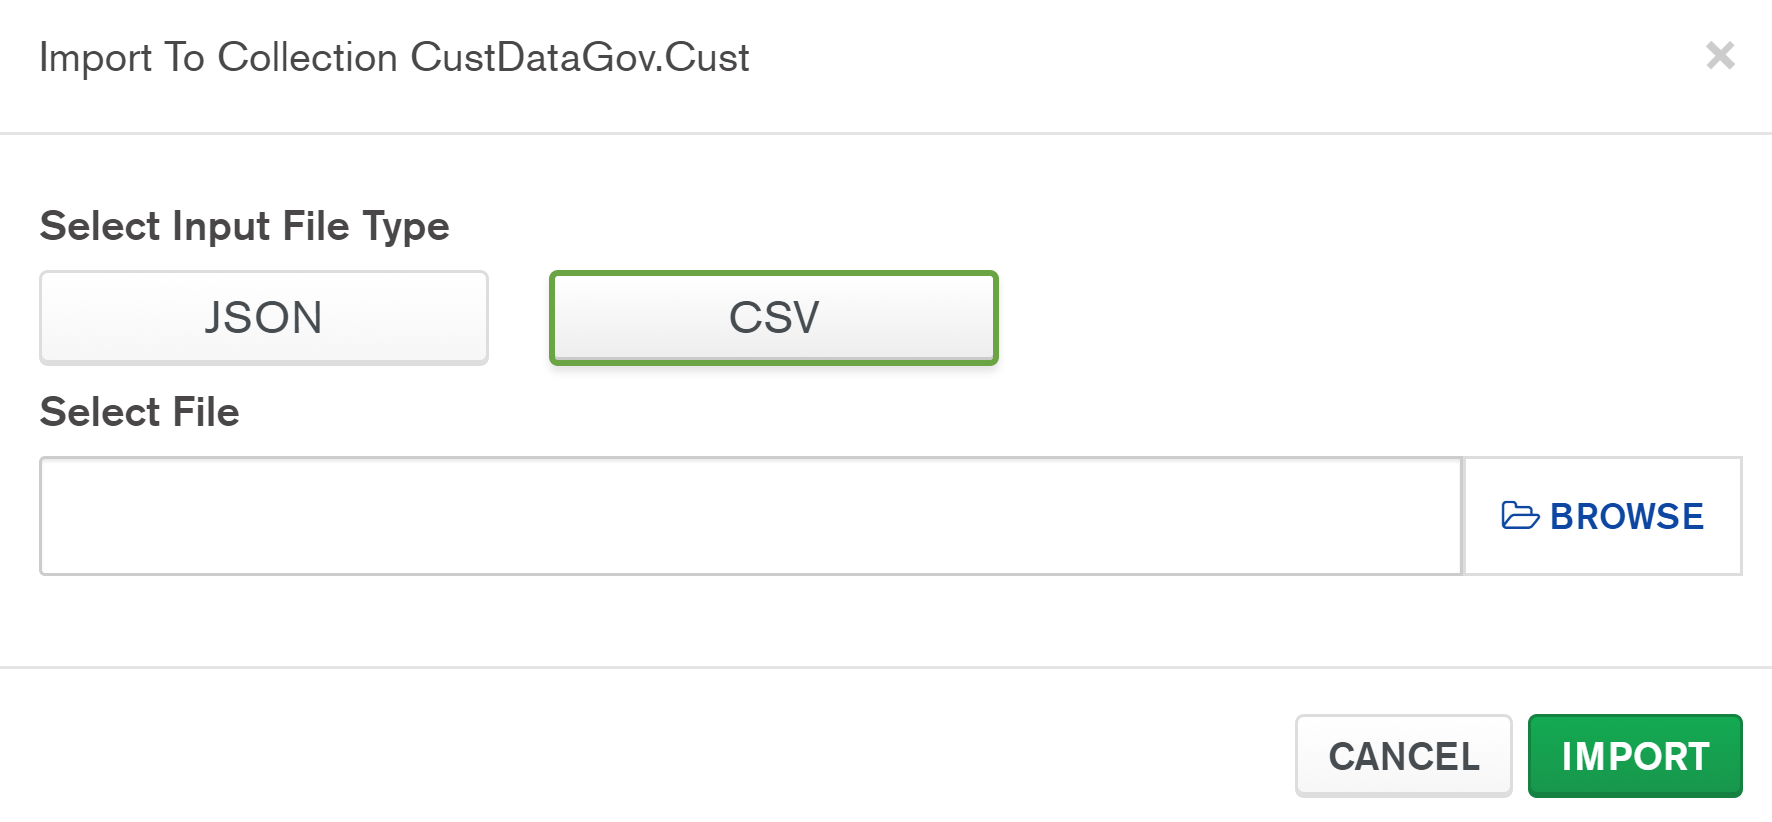 Import To Collection CustDataGov.Cust
Select Input File Type
JSON CSV
Select File
BROWSE
CANCEL IMPORT